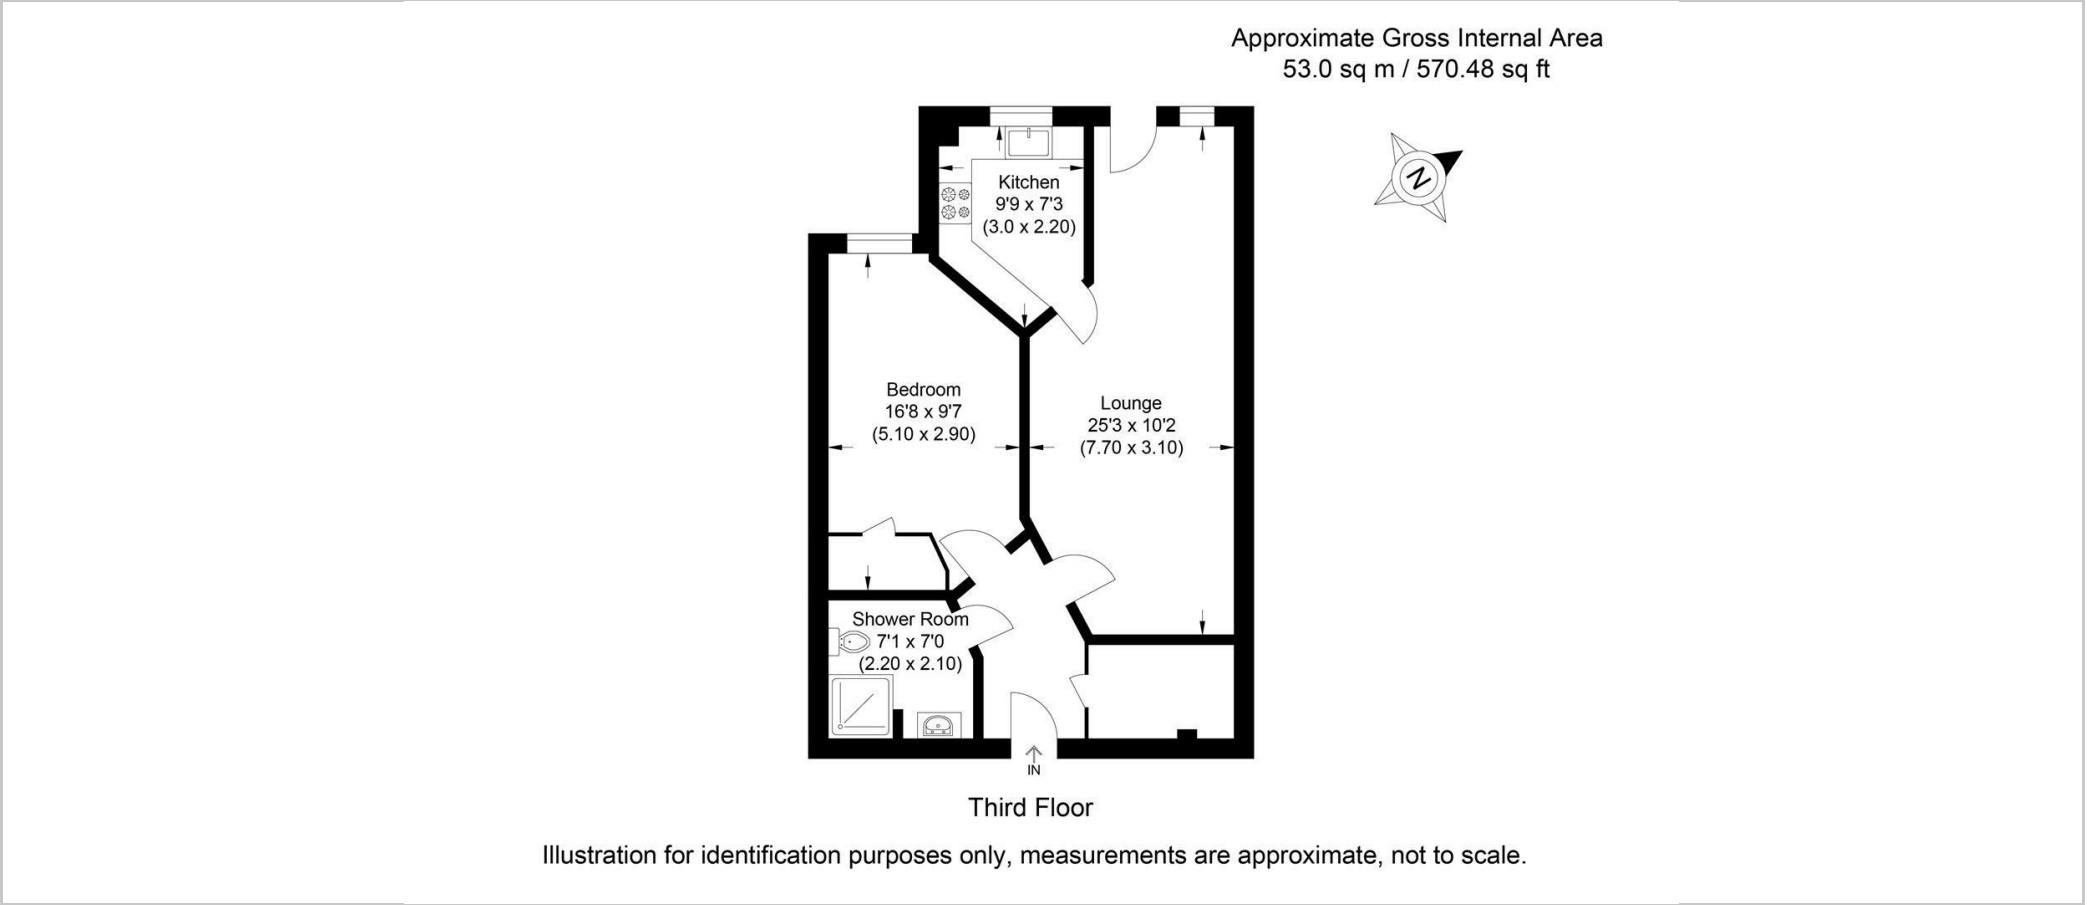 Approximate Gross Internal Area
53.0 sq m / 570.48 sq ft
N
Kitchen
9'9 x 7'3
(3.0 x 2.20)
Bedroom
16'8 x 9'7
(5.10 x 2.90)
Lounge
25'3 x 10'2
(7.70 x 3.10)
Shower Room
7'1 x 7'0
(2.20 x 2.10)
IN
Third Floor
Illustration for identification purposes only, measurements are approximate, not to scale.